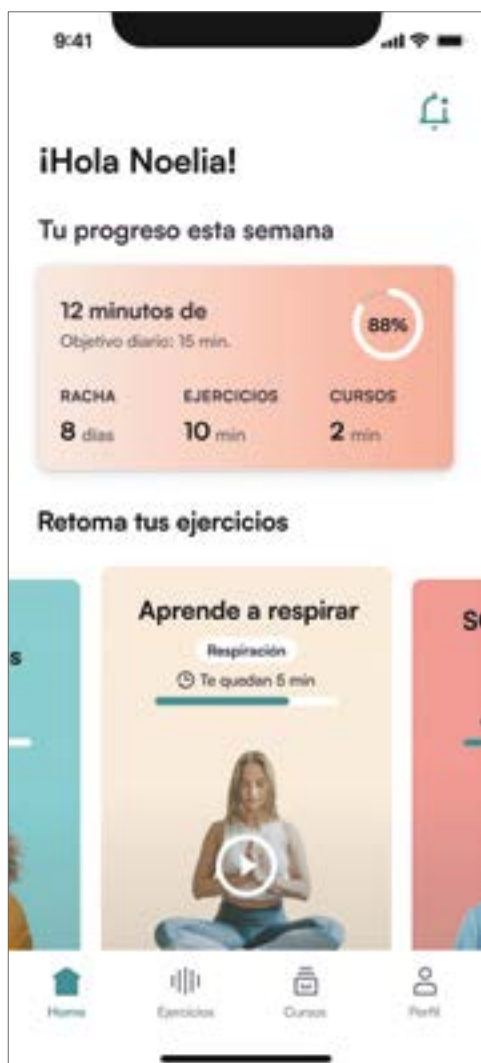 9:41
¡Hola Noelia!
Tu progreso esta semana
12 minutos de
Objetivo diario: 15 min.
88%
RACHA EJERCICIOS CURSOS
8 días 10 min 2 min
Retoma tus ejercicios
s
Aprende a respirar
Respiración
Te quedan 5 min
Home Ejercicios Cursos Perfil